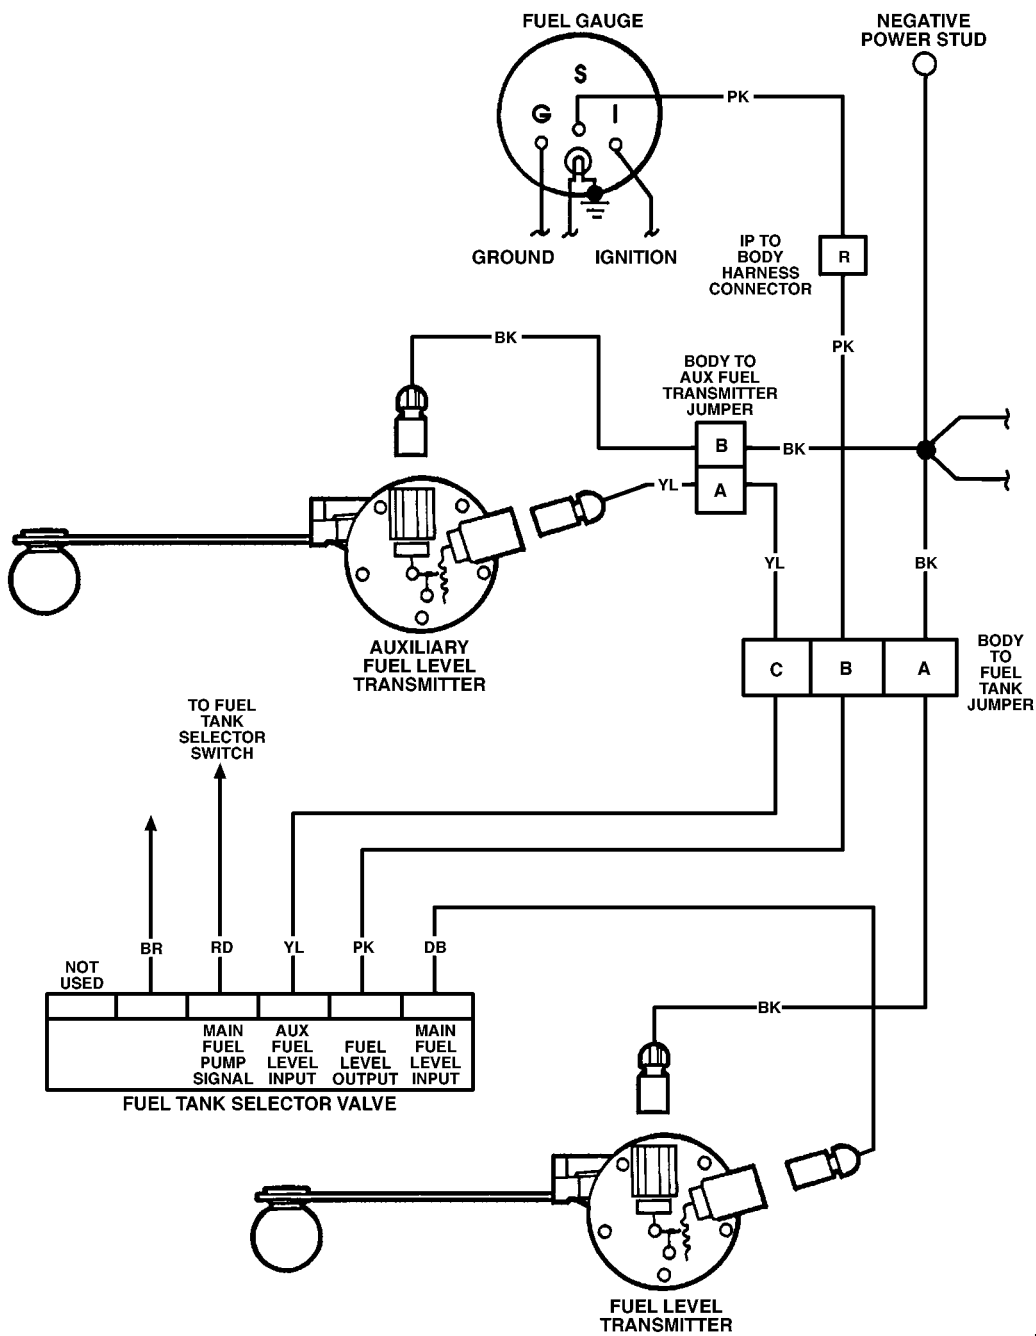 FUEL GAUGE
NEGATIVE
POWER STUD
S
G
I
PK
GROUND
IGNITION
IP TO
BODY
HARNESS
CONNECTOR
R
PK
BK
BODY TO
AUX FUEL
TRANSMITTER
JUMPER
B
BK
YL
A
YL
BK
AUXILIARY
FUEL LEVEL
TRANSMITTER
C
B
A
BODY
TO
FUEL
TANK
JUMPER
TO FUEL
TANK
SELECTOR
SWITCH
BR
RD
YL
PK
DB
NOT
USED
MAIN
FUEL
PUMP
SIGNAL
AUX
FUEL
LEVEL
INPUT
FUEL
LEVEL
OUTPUT
MAIN
FUEL
LEVEL
INPUT
FUEL TANK SELECTOR VALVE
BK
FUEL LEVEL
TRANSMITTER